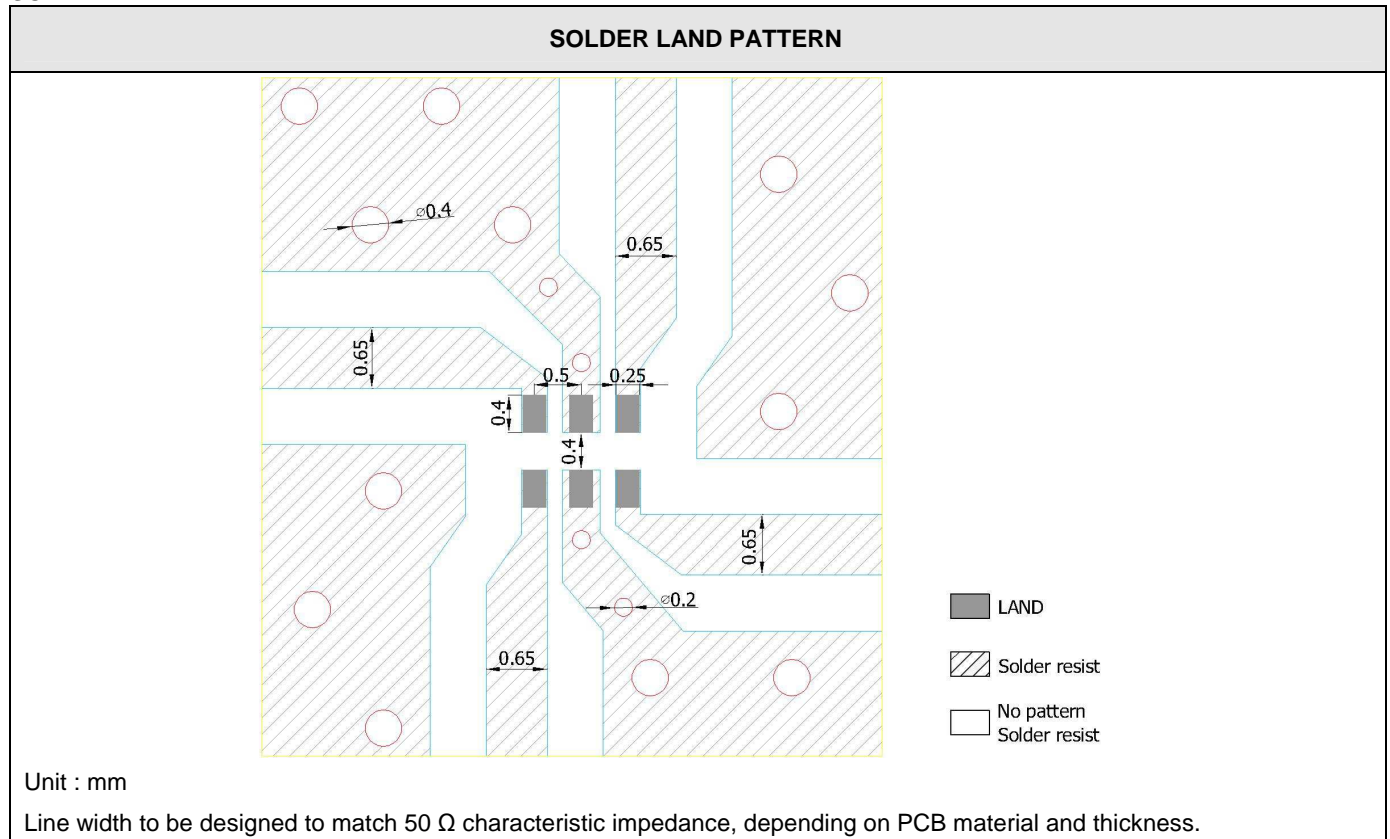 SOLDER LAND PATTERN
⌀0.4
0.65
0.65
0.5
0.25
0.4
0.4
0.65
⌀0.2
0.65
LAND
Solder resist
No pattern
Solder resist
Unit : mm
Line width to be designed to match 50 Ω characteristic impedance, depending on PCB material and thickness.